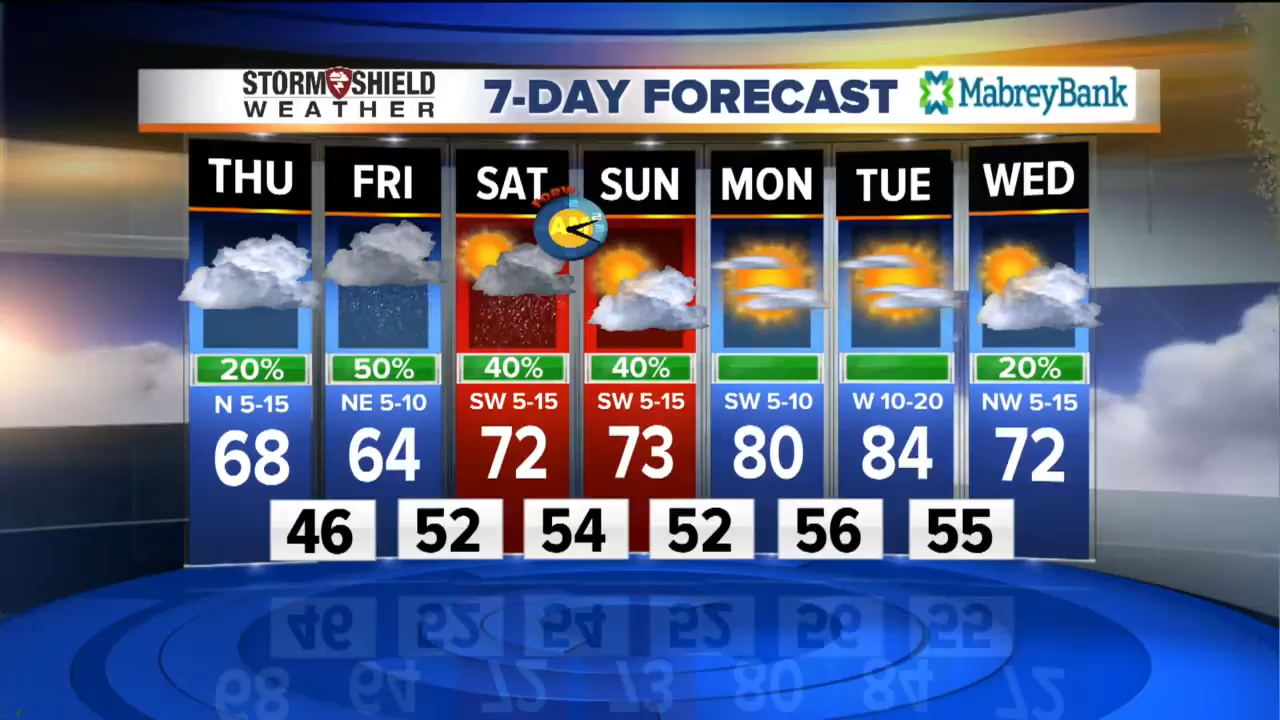 STORM SHIELD
WEATHER
7-DAY FORECAST
MabreyBank
THU FRI SAT SUN MON TUE WED
FORW
AM
20% 50% 40% 40% 20%
N 5-15 NE 5-10 SW 5-15 SW 5-15 SW 5-10 W 10-20 NW 5-15
68 64 72 73 80 84 72
46 52 54 52 56 55